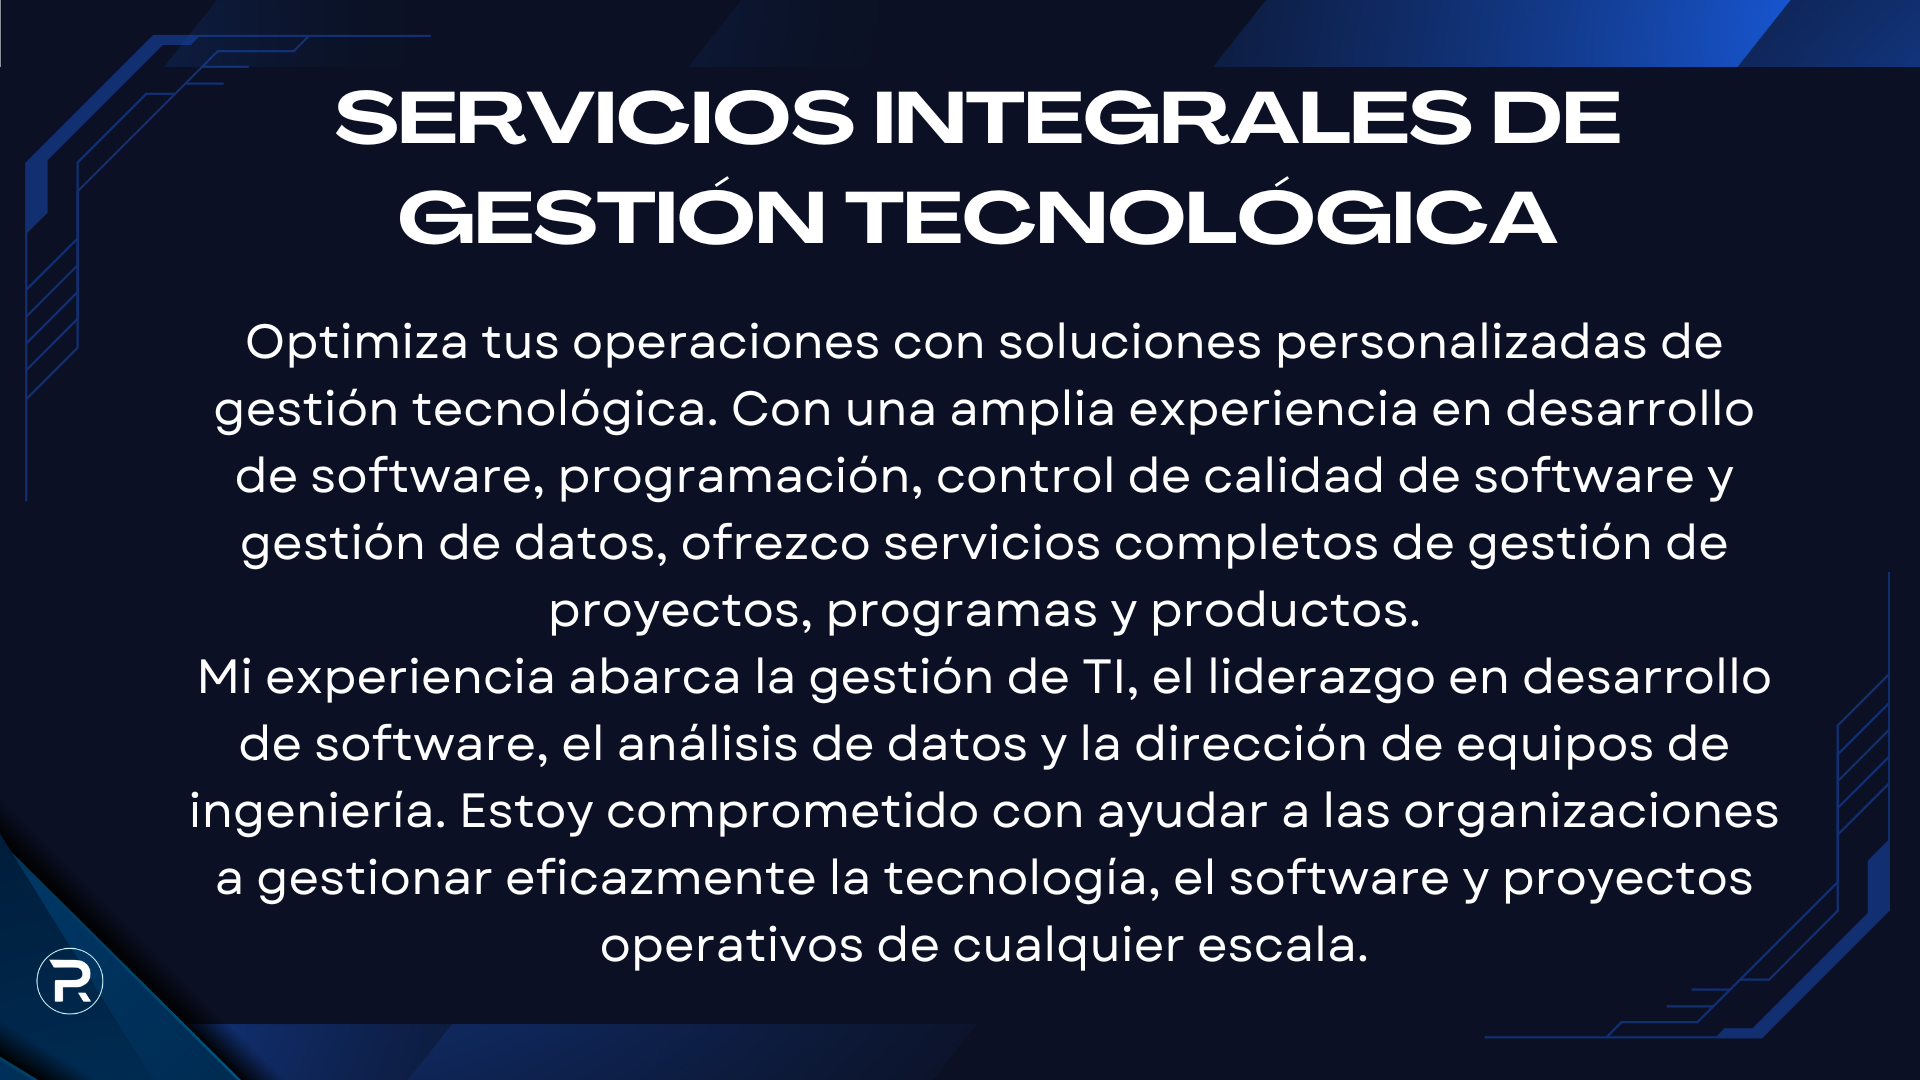 SERVICIOS INTEGRALES DE
GESTIÓN TECNOLÓGICA
Optimiza tus operaciones con soluciones personalizadas de
gestión tecnológica. Con una amplia experiencia en desarrollo
de software, programación, control de calidad de software y
gestión de datos, ofrezco servicios completos de gestión de
proyectos, programas y productos.
Mi experiencia abarca la gestión de TI, el liderazgo en desarrollo
de software, el análisis de datos y la dirección de equipos de
ingeniería. Estoy comprometido con ayudar a las organizaciones
a gestionar eficazmente la tecnología, el software y proyectos
operativos de cualquier escala.
R